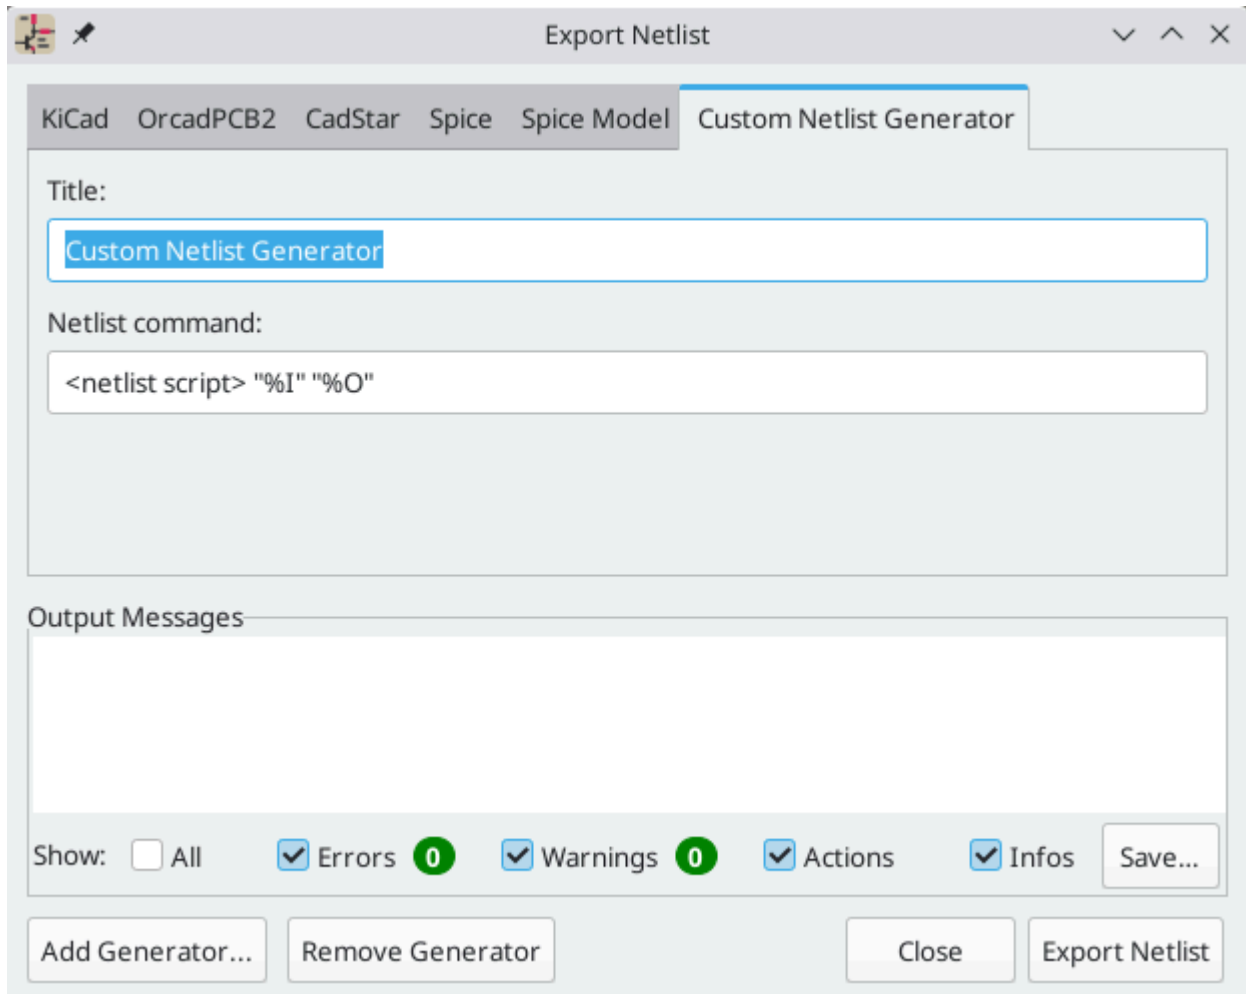 Export Netlist
KiCad OrcadPCB2 CadStar Spice Spice Model Custom Netlist Generator
Title:
Custom Netlist Generator
Netlist command:
<netlist script> "%I" "%O"
Output Messages
Show: All Errors 0 Warnings 0 Actions Infos Save...
Add Generator... Remove Generator Close Export Netlist